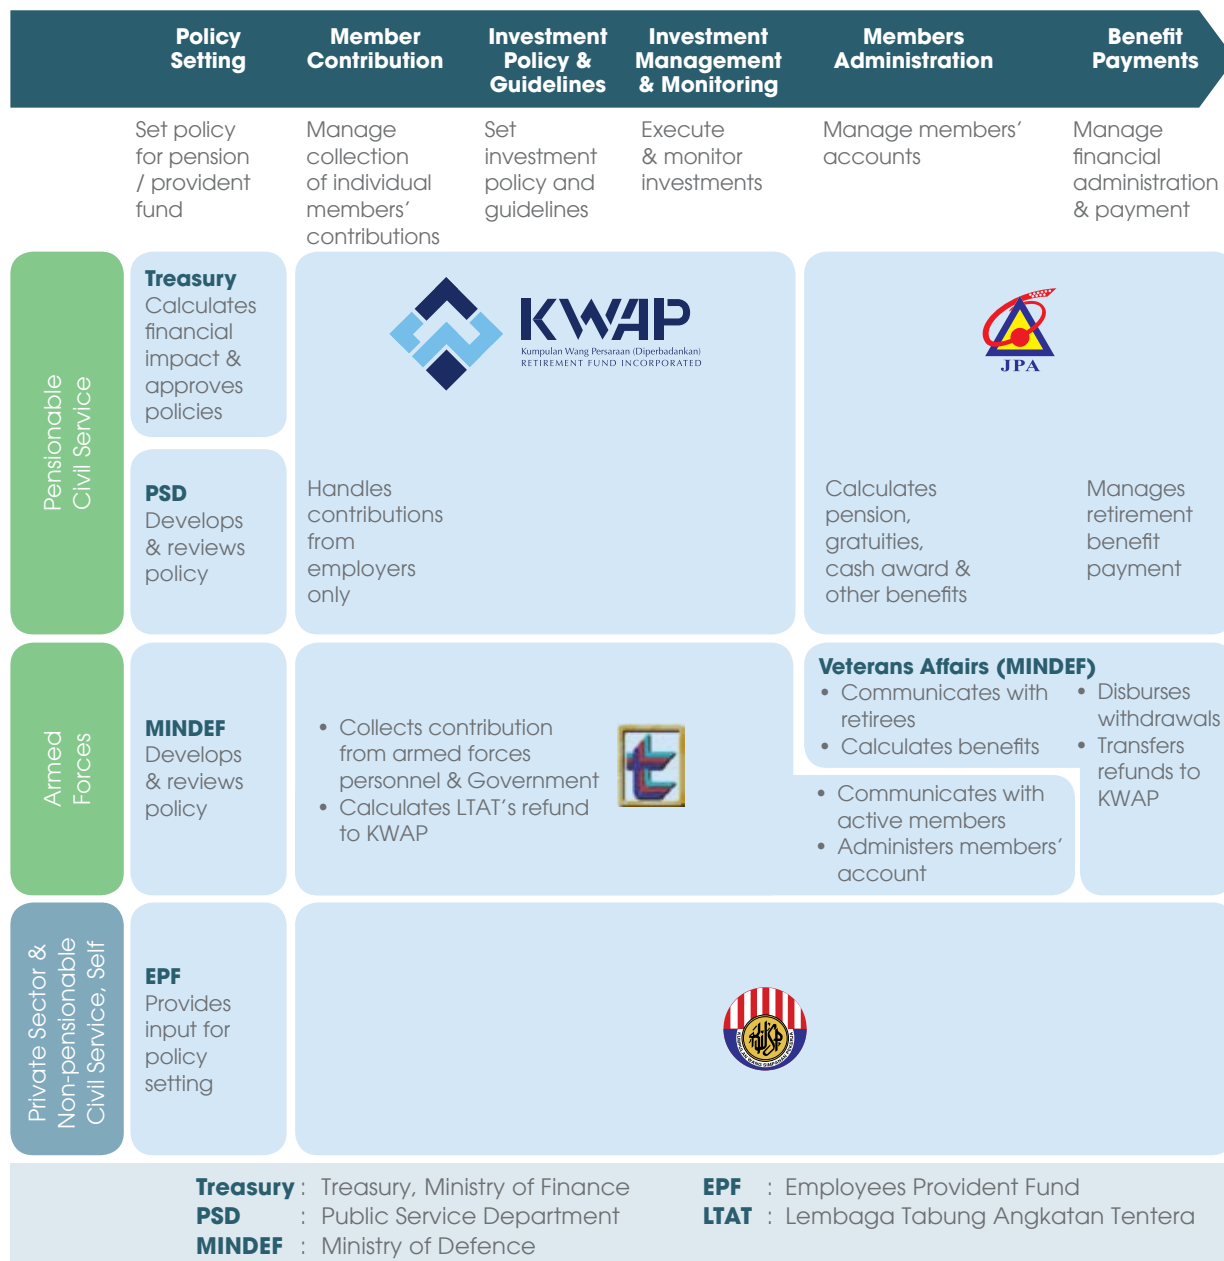 Policy
Setting
Member
Contribution
Investment
Policy &
Guidelines
Investment
Management
& Monitoring
Members
Administration
Benefit
Payments
Set policy
for pension
/ provident
fund
Manage
collection
of individual
members'
contributions
Set
investment
policy and
guidelines
Execute
& monitor
investments
Manage members'
accounts
Manage
financial
administration
& payment
Pensionable
Civil Service
Treasury
Calculates
financial
impact &
approves
policies
PSD
Develops
& reviews
policy
KWAP
Kumpulan Wang Persaraan (Diperbadankan)
RETIREMENT FUND INCORPORATED
Handles
contributions
from
employers
only
JPA
Calculates
pension,
gratuities,
cash award &
other benefits
Manages
retirement
benefit
payment
Armed
Forces
MINDEF
Develops
& reviews
policy
• Collects contribution
from armed forces
personnel & Government
• Calculates LTAT's refund
to KWAP
Veterans Affairs (MINDEF)
• Communicates with
retirees
• Calculates benefits
• Communicates with
active members
• Administers members'
account
• Disburses
withdrawals
• Transfers
refunds to
KWAP
Private Sector &
Non-pensionable
Civil Service, Self
EPF
Provides
input for
policy
setting
KWSP
KUMPULAN WANG SIMPANAN PEKERJA
Treasury : Treasury, Ministry of Finance
PSD : Public Service Department
MINDEF : Ministry of Defence
EPF : Employees Provident Fund
LTAT : Lembaga Tabung Angkatan Tentera